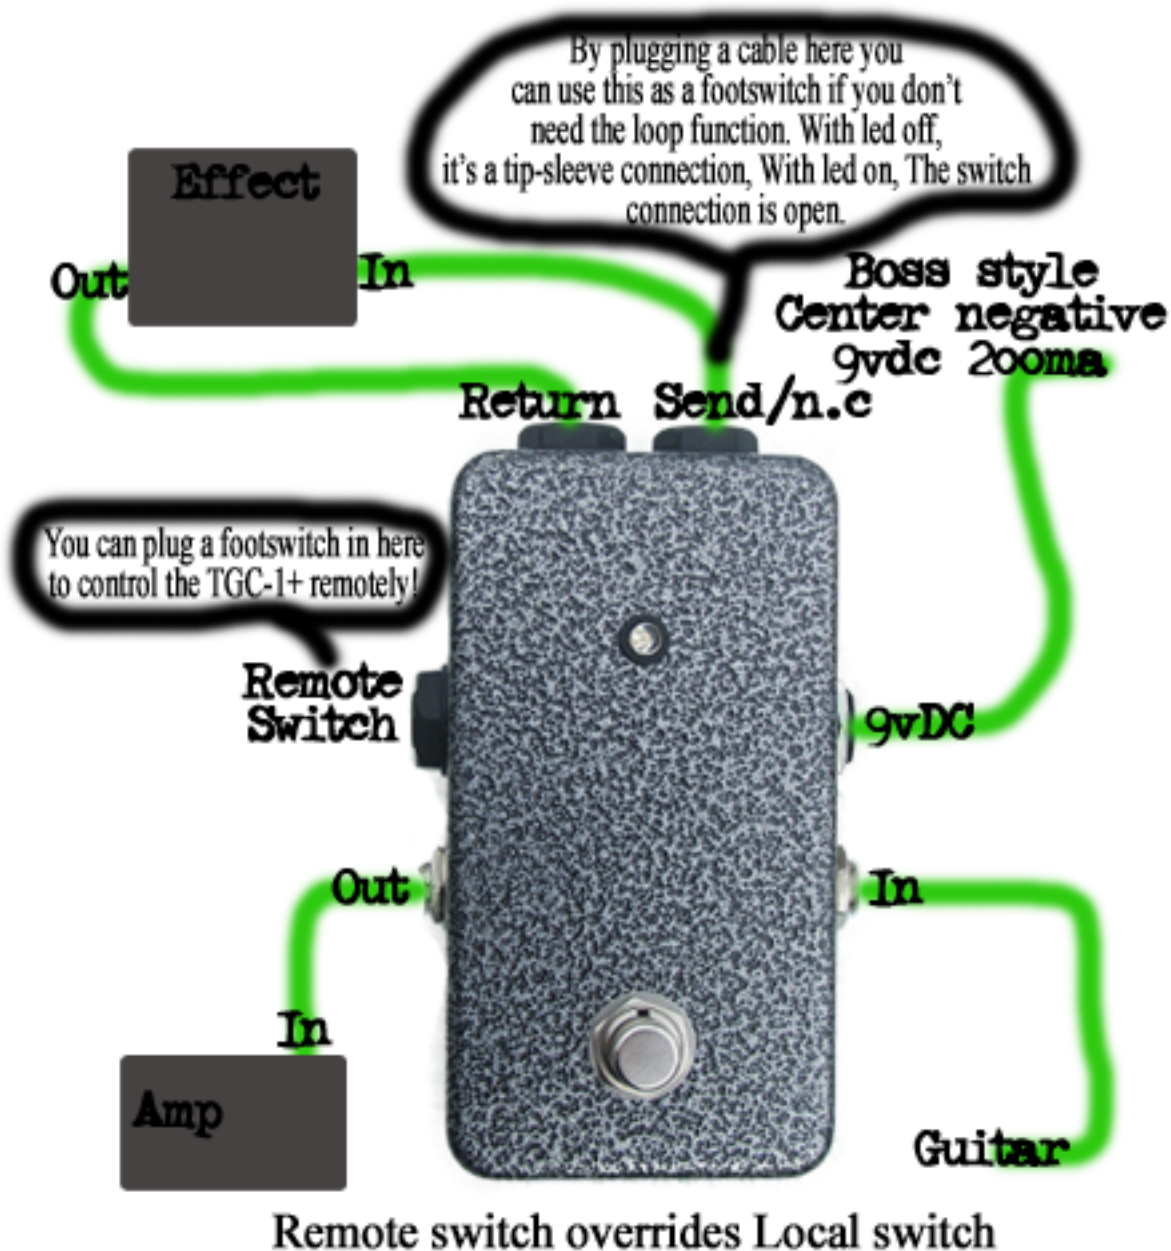 By plugging a cable here you
can use this as a footswitch if you don't
need the loop function. With led off,
it's a tip-sleeve connection, With led on, The switch
connection is open.
Effect
Out
In
Boss style
Center negative
9vdc 200ma
Return
Send/n.c
You can plug a footswitch in here
to control the TGC-1+ remotely!
Remote
Switch
9vDC
Out
In
In
Amp
Guitar
Remote switch overrides Local switch